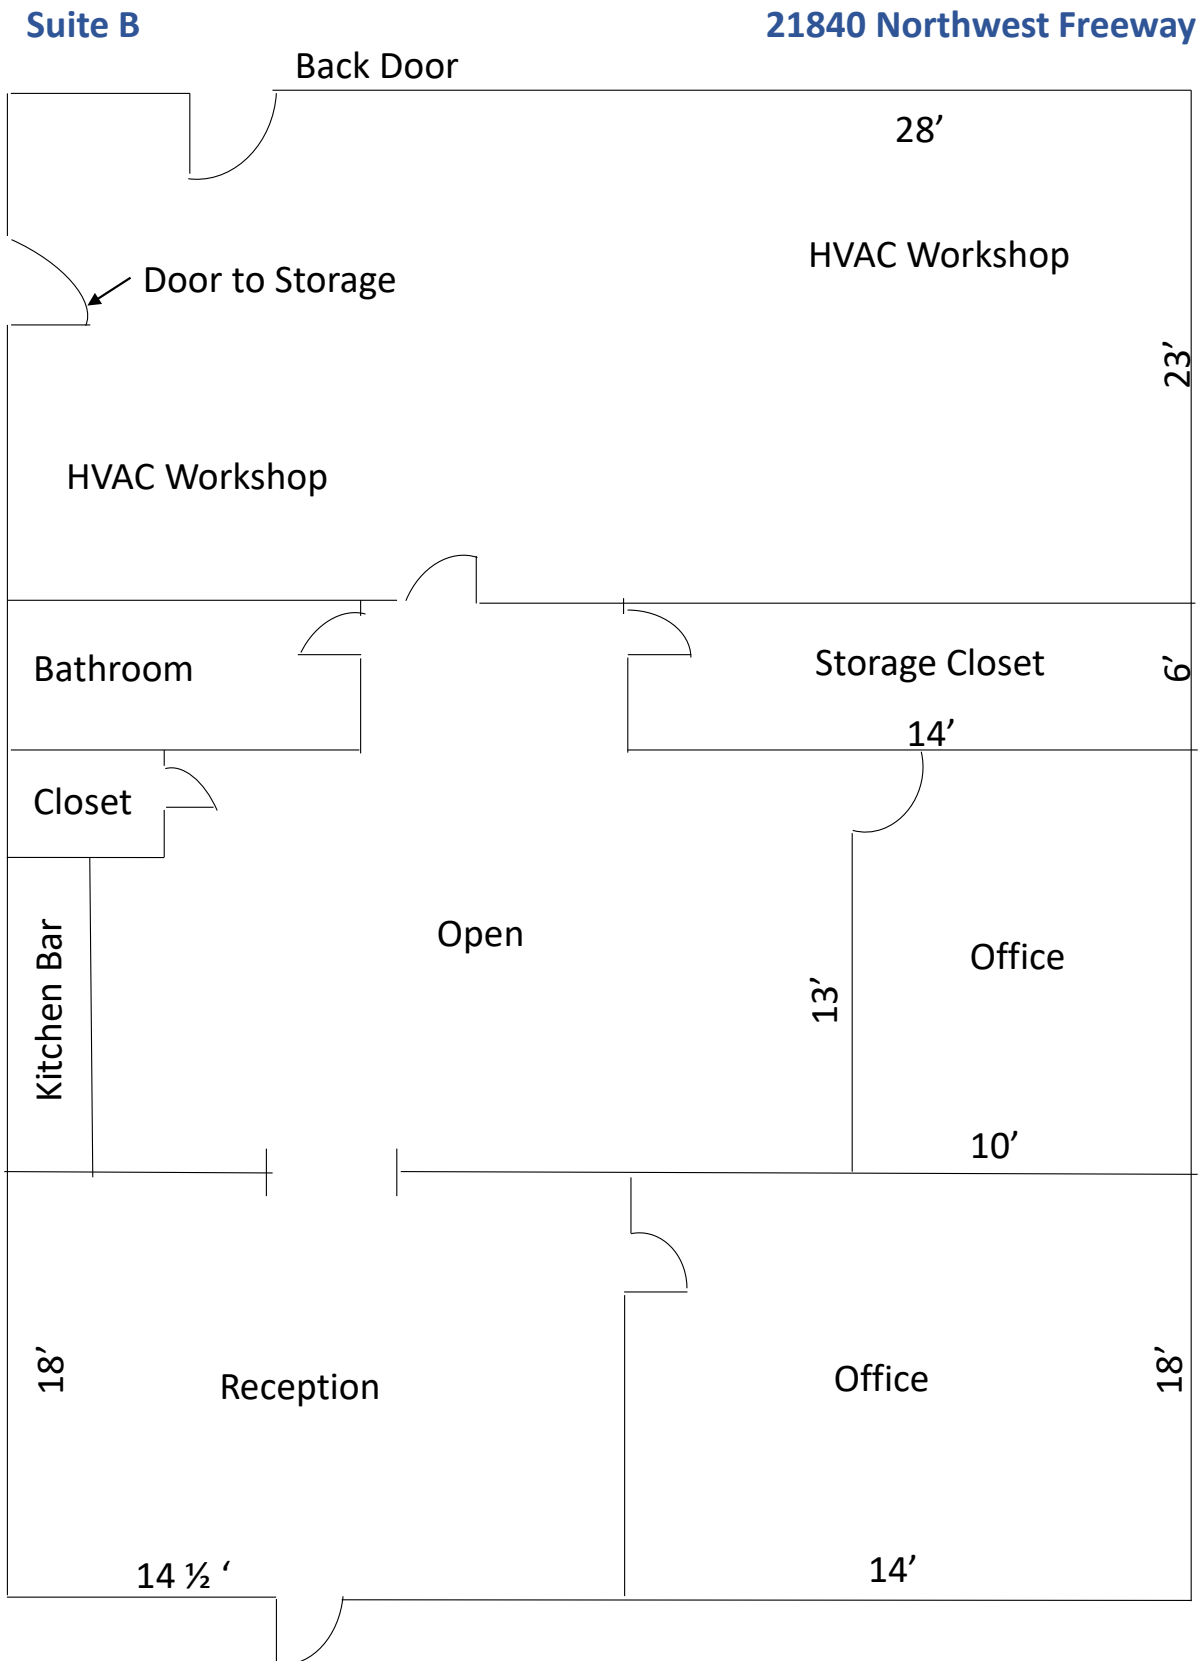 Suite B
21840 Northwest Freeway
Back Door
28’
HVAC Workshop
Door to Storage
23’
HVAC Workshop
Bathroom
Storage Closet
6’
14’
Closet
Open
Office
Kitchen Bar
13’
10’
18’
Reception
Office
18’
14 ½ ‘
14’